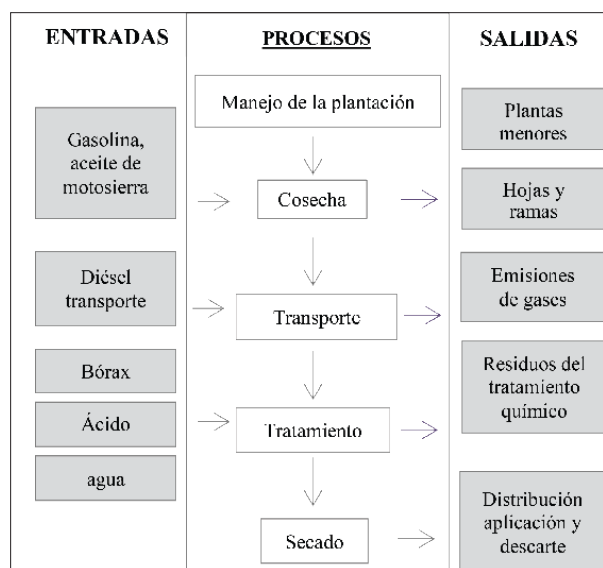 ENTRADAS
Gasolina,
aceite de
motosierra
Diésel
transporte
Bórax
Ácido
agua
PROCESOS
Manejo de la plantación
Cosecha
Transporte
Tratamiento
Secado
SALIDAS
Plantas
menores
Hojas y
ramas
Emisiones
de gases
Residuos del
tratamiento
químico
Distribución
aplicación y
descarte